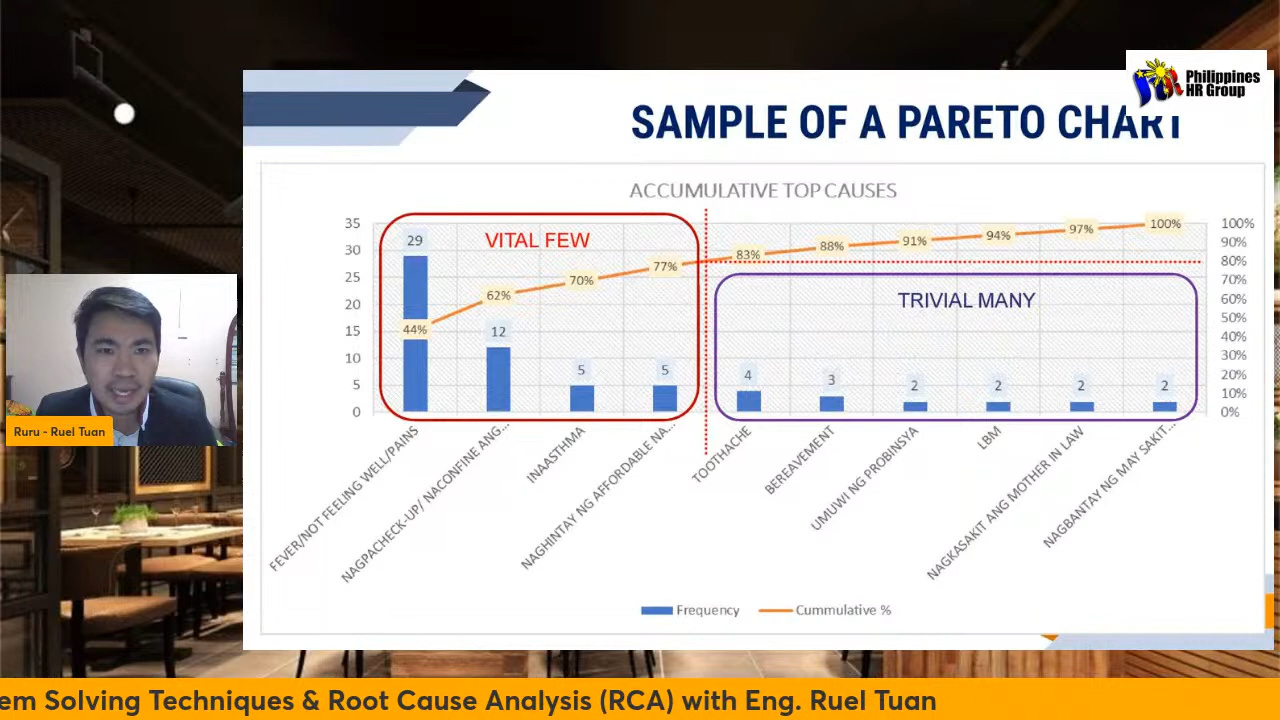 Philippines
HR Group
SAMPLE OF A PARETO CHART
ACCUMULATIVE TOP CAUSES
35
30
25
20
15
10
5
0
100%
90%
80%
70%
60%
50%
40%
30%
20%
10%
0%
VITAL FEW
TRIVIAL MANY
29
12
5
5
4
3
2
2
2
2
44%
62%
70%
77%
83%
88%
91%
94%
97%
100%
FEVER/NOT FEELING WELL/PAINS
NAGPACHECK-UP/ NACONFINE ANG...
INAASTHMA
NAGHINTAY NG AFFORDABLE NA...
TOOTHACHE
BEREAVEMENT
UMUWI NG PROBINSYA
LBM
NAGKASAKIT ANG MOTHER IN LAW
NAGBANTAY NG MAY SAKIT...
Frequency
Cummulative %
Ruru - Ruel Tuan
em Solving Techniques & Root Cause Analysis (RCA) with Eng. Ruel Tuan